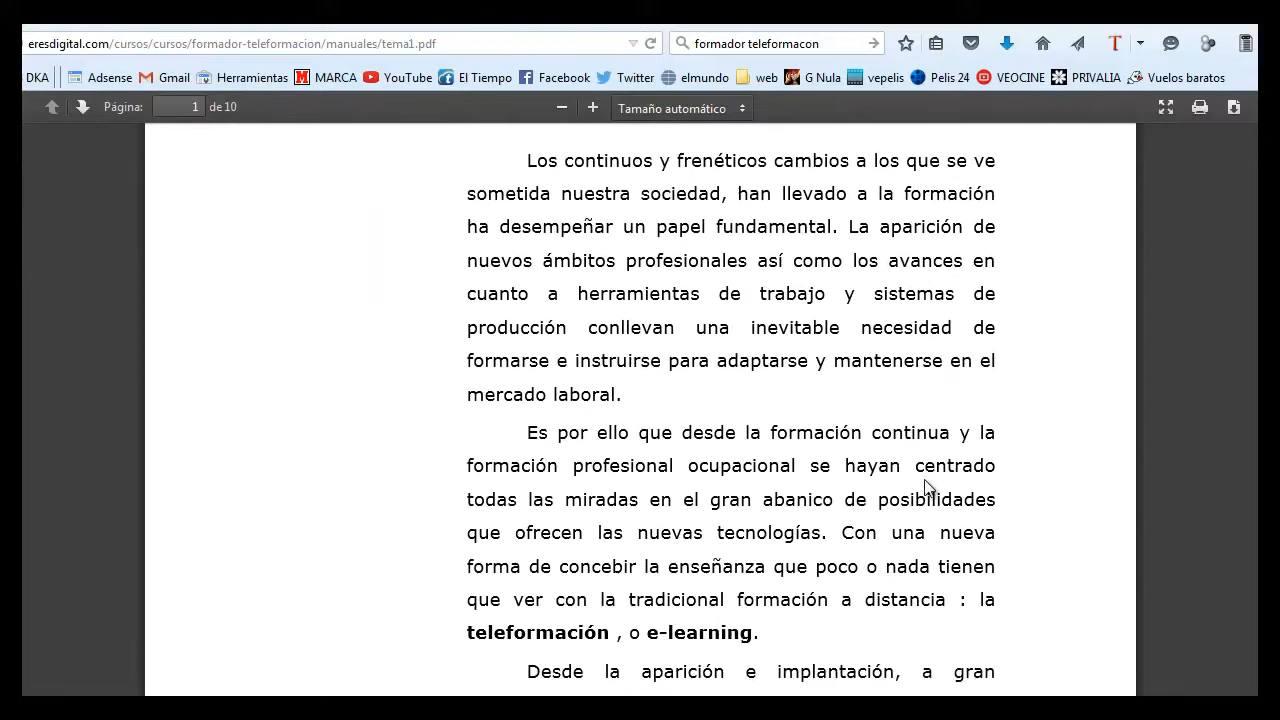 eresdigital.com/cursos/cursos/formador-teleformacion/manuales/tema1.pdf formador teleformacon
DKA Adsense Gmail Herramientas MARCA YouTube El Tiempo Facebook Twitter elmundo web G Nula vepelis Pelis 24 VEOCINE PRIVALIA Vuelos baratos
Página: 1 de 10 Tamaño automático
Los continuos y frenéticos cambios a los que se ve
sometida nuestra sociedad, han llevado a la formación
ha desempeñar un papel fundamental. La aparición de
nuevos ámbitos profesionales así como los avances en
cuanto a herramientas de trabajo y sistemas de
producción conllevan una inevitable necesidad de
formarse e instruirse para adaptarse y mantenerse en el
mercado laboral.
Es por ello que desde la formación continua y la
formación profesional ocupacional se hayan centrado
todas las miradas en el gran abanico de posibilidades
que ofrecen las nuevas tecnologías. Con una nueva
forma de concebir la enseñanza que poco o nada tienen
que ver con la tradicional formación a distancia : la
teleformación , o e-learning.
Desde la aparición e implantación, a gran